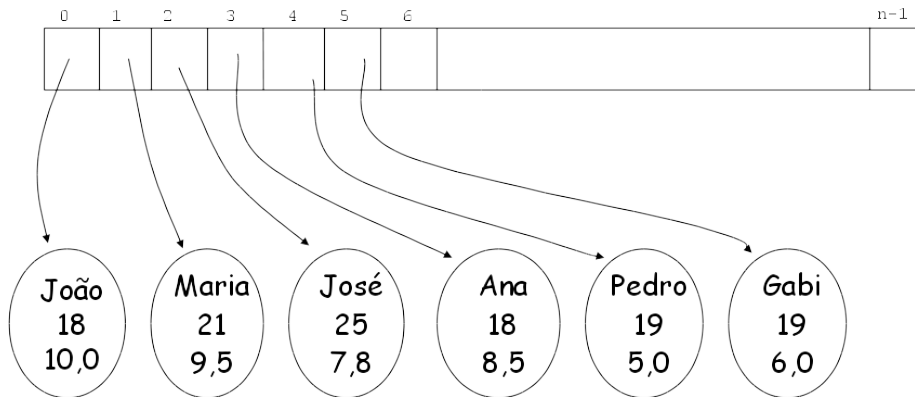 0 1 2 3 4 5 6 n-1
João Maria José Ana Pedro Gabi
18 21 25 18 19 19
10,0 9,5 7,8 8,5 5,0 6,0